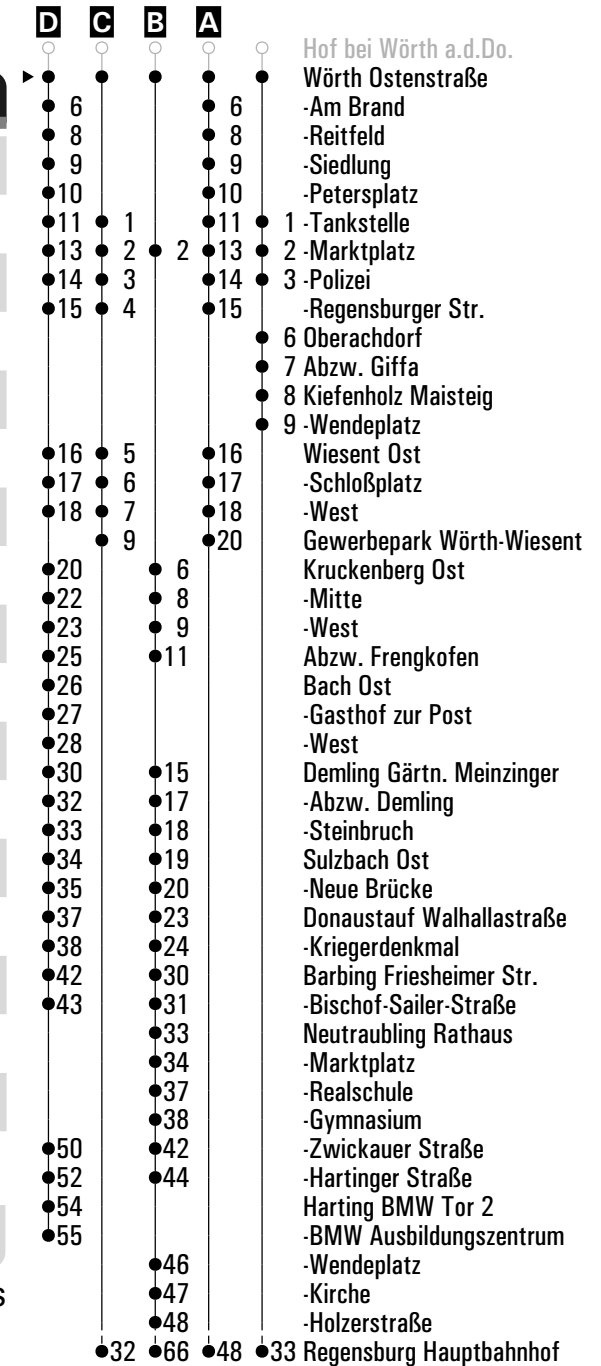 D C B A
Hof bei Wörth a.d.Do.
Wörth Ostenstraße
6 6 -Am Brand
8 8 -Reitfeld
9 9 -Siedlung
10 10 -Petersplatz
11 1 11 1 -Tankstelle
13 2 2 13 2 -Marktplatz
14 3 14 3 -Polizei
15 4 15 -Regensburger Str.
6 Oberachdorf
7 Abzw. Giffa
8 Kiefenholz Maisteig
9 -Wendeplatz
16 5 16 Wiesent Ost
17 6 17 -Schloßplatz
18 7 18 -West
9 20 Gewerbepark Wörth-Wiesent
20 6 Kruckenberg Ost
22 8 -Mitte
23 9 -West
25 11 Abzw. Frengkofen
26 Bach Ost
27 -Gasthof zur Post
28 -West
30 15 Demling Gärtn. Meinzinger
32 17 -Abzw. Demling
33 18 -Steinbruch
34 19 Sulzbach Ost
35 20 -Neue Brücke
37 23 Donaustauf Walhallastraße
38 24 -Kriegerdenkmal
42 30 Barbing Friesheimer Str.
43 31 -Bischof-Sailer-Straße
33 Neutraubling Rathaus
34 -Marktplatz
37 -Realschule
38 -Gymnasium
50 42 -Zwickauer Straße
52 44 -Hartinger Straße
54 Harting BMW Tor 2
55 -BMW Ausbildungszentrum
46 -Wendeplatz
47 -Kirche
s
48 -Holzerstraße
32 66 48 33 Regensburg Hauptbahnhof